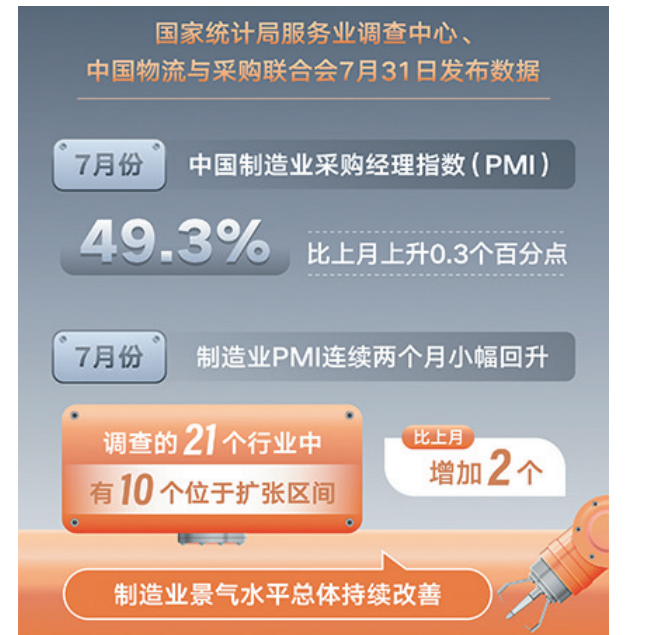 国家统计局服务业调查中心、
中国物流与采购联合会7月31日发布数据
7月份
中国制造业采购经理指数(PMI)
49.3%
比上月上升0.3个百分点
7月份
制造业PMI连续两个月小幅回升
调查的21个行业中
有10个位于扩张区间
比上月
增加2个
制造业景气水平总体持续改善